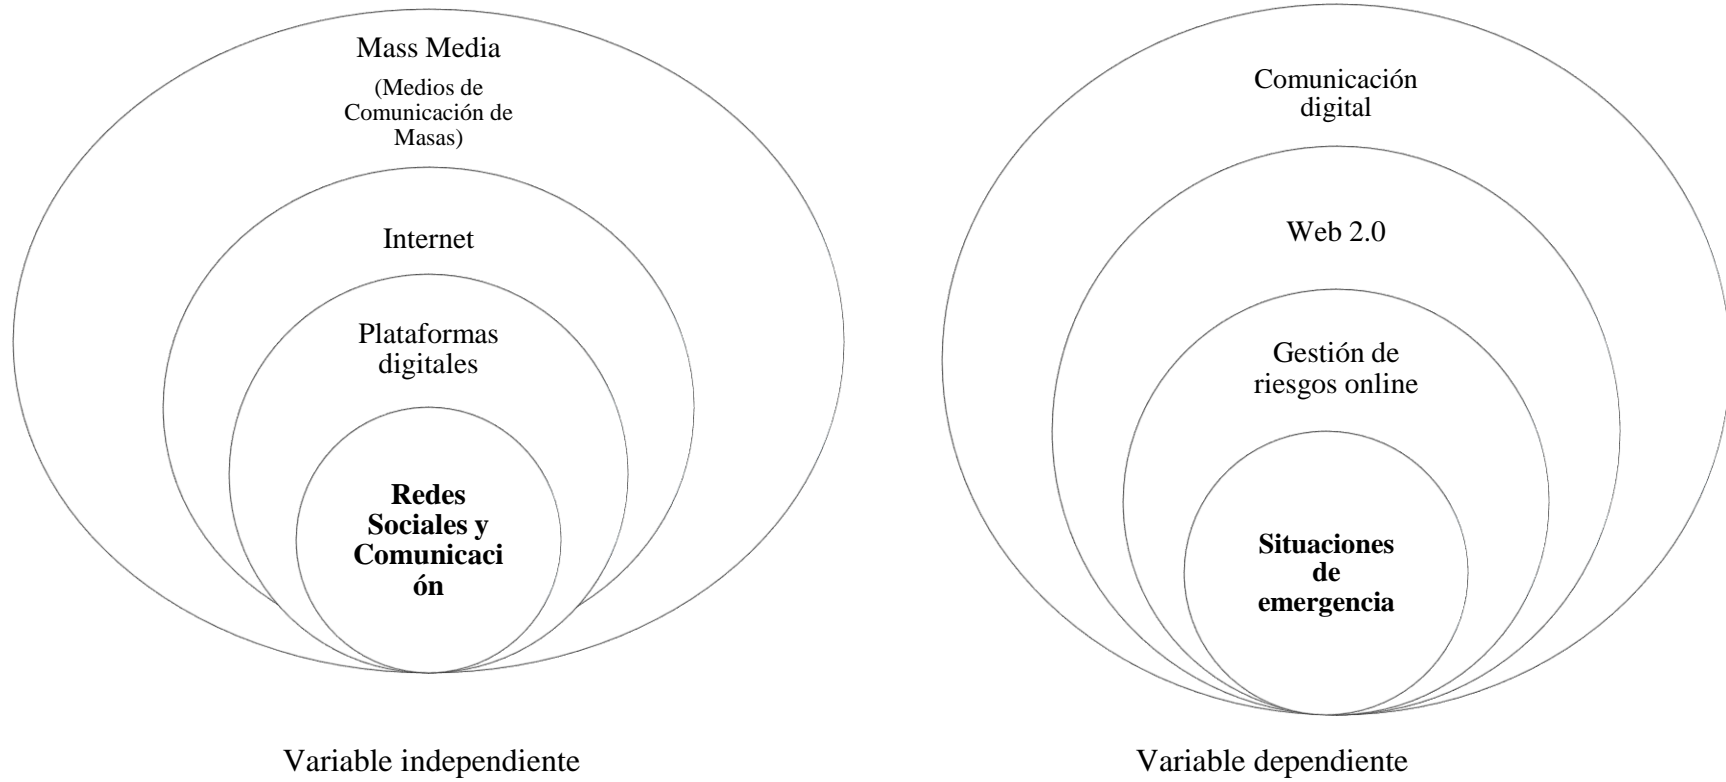 Mass Media
(Medios de
Comunicación de
Masas)
Internet
Plataformas
digitales
Redes
Sociales y
Comunicaci
ón
Variable independiente
Comunicación
digital
Web 2.0
Gestión de
riesgos online
Situaciones
de
emergencia
Variable dependiente